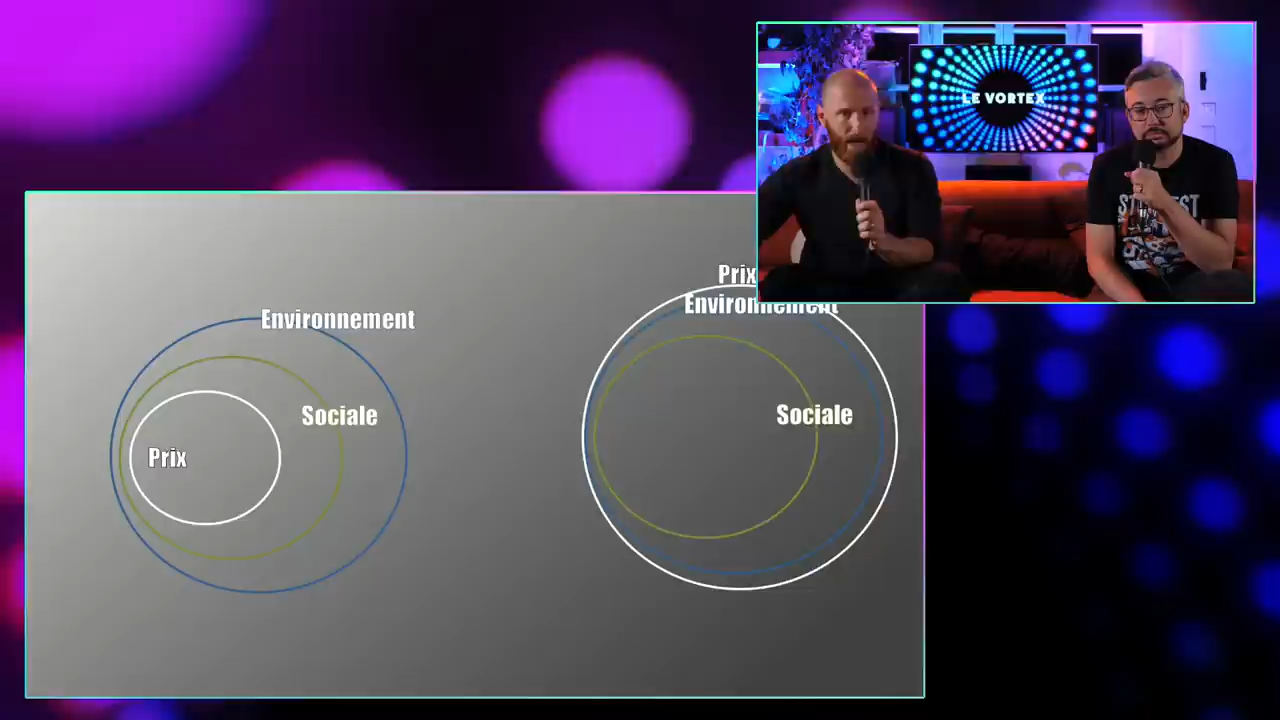 LE VORTEX
Prix
Environnement
Environnement
Sociale
Sociale
Prix